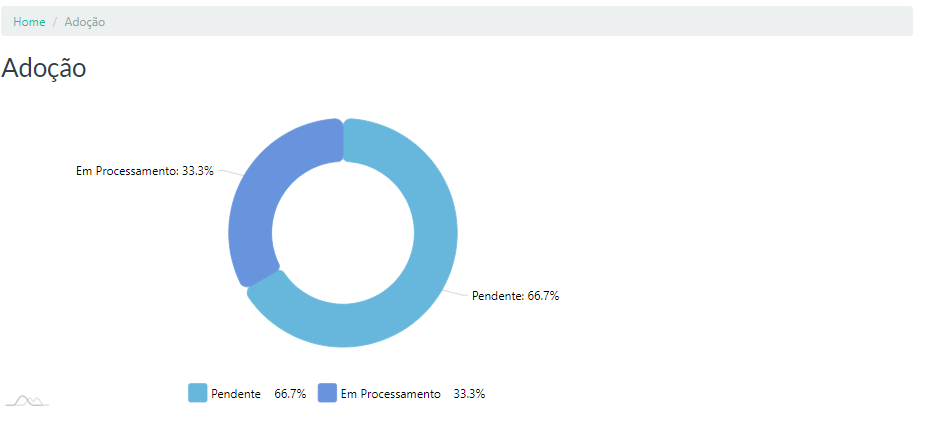 Home / Adoção
Adoção
Em Processamento: 33.3%
Pendente: 66.7%
Pendente 66.7% Em Processamento 33.3%